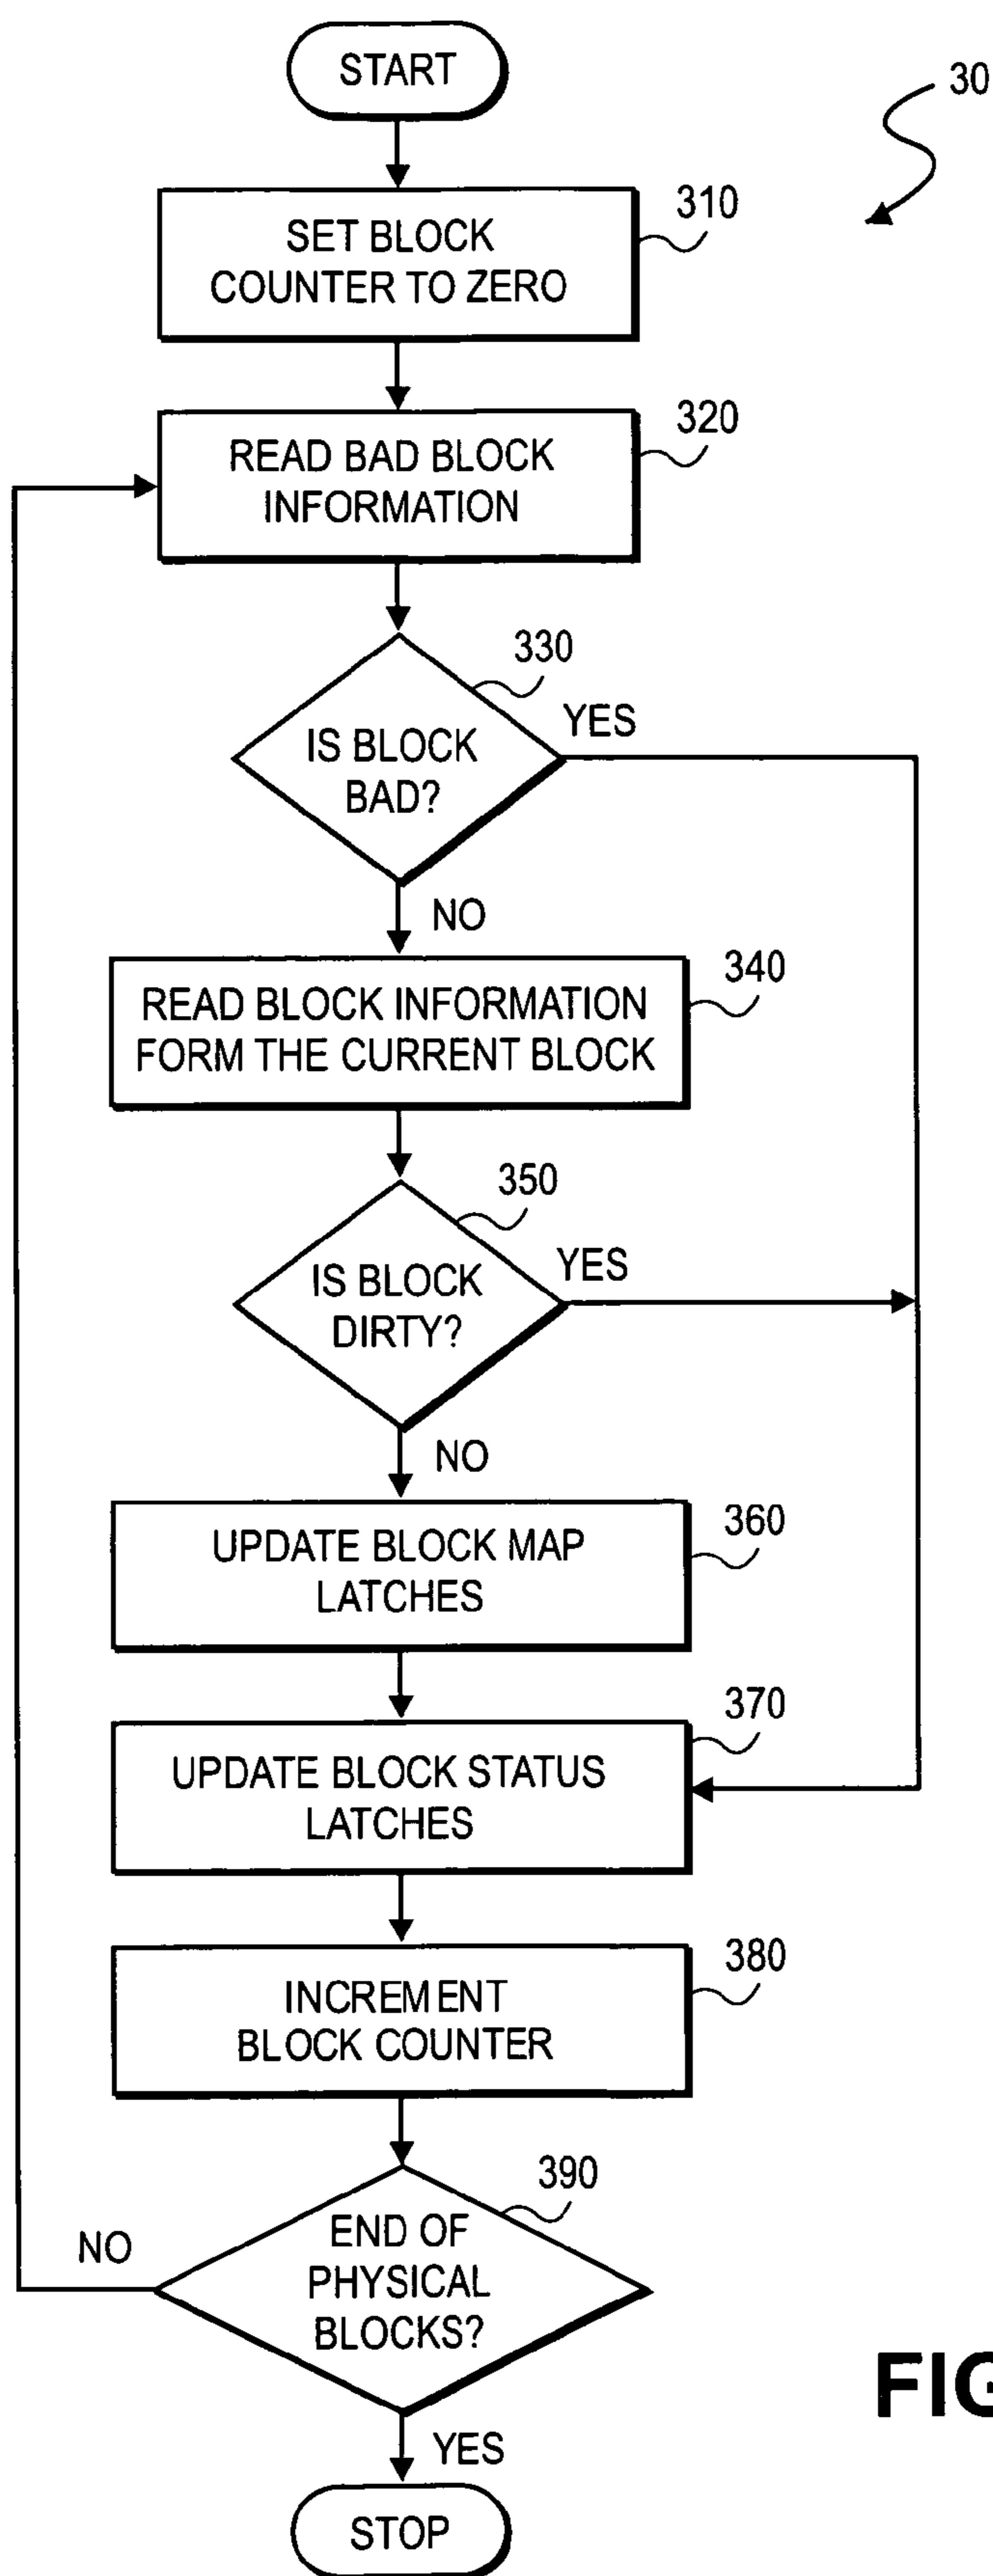 START
30
310
SET BLOCK
COUNTER TO ZERO
320
READ BAD BLOCK
INFORMATION
330
YES
IS BLOCK
BAD?
NO
340
READ BLOCK INFORMATION
FORM THE CURRENT BLOCK
350
YES
IS BLOCK
DIRTY?
NO
360
UPDATE BLOCK MAP
LATCHES
370
UPDATE BLOCK STATUS
LATCHES
380
INCREMENT
BLOCK COUNTER
390
NO
END OF
PHYSICAL
BLOCKS?
FIG
YES
STOP